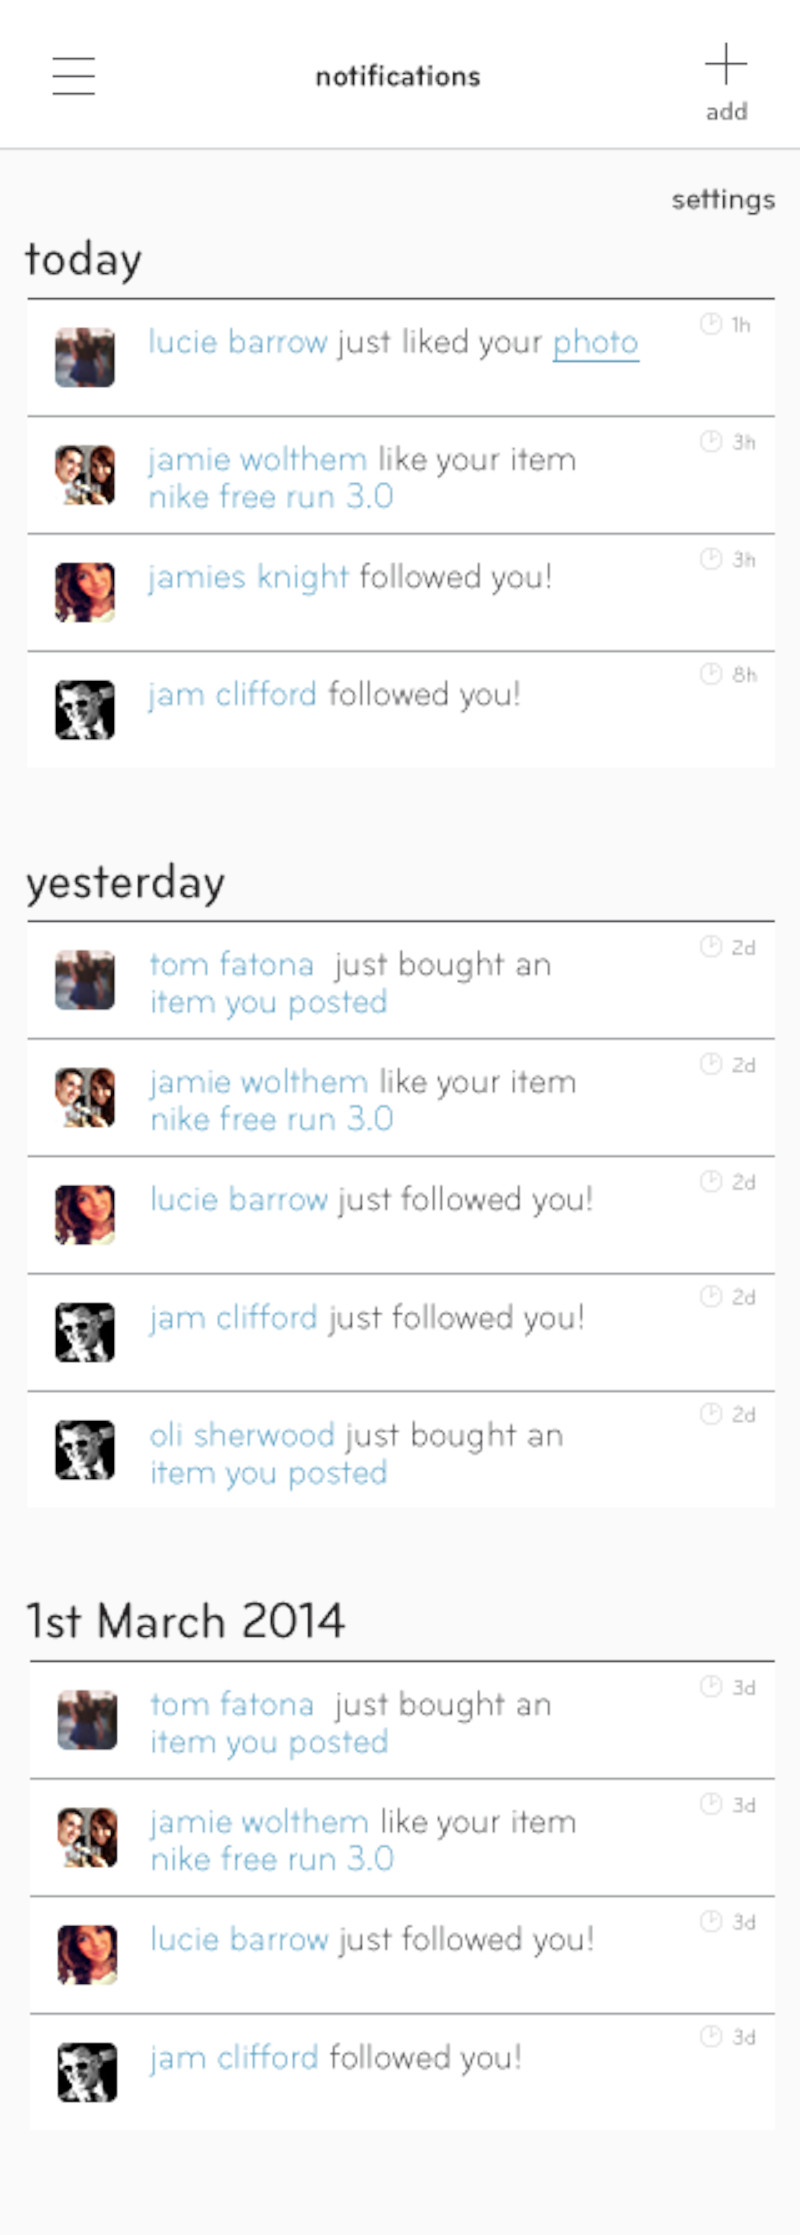 notifications
add
settings
today
lucie barrow just liked your photo
1h
jamie wolthem like your item
nike free run 3.0
3h
jamies knight followed you!
3h
jam clifford followed you!
8h
yesterday
tom fatona just bought an
item you posted
2d
jamie wolthem like your item
nike free run 3.0
2d
lucie barrow just followed you!
2d
jam clifford just followed you!
2d
oli sherwood just bought an
item you posted
2d
1st March 2014
tom fatona just bought an
item you posted
3d
jamie wolthem like your item
nike free run 3.0
3d
lucie barrow just followed you!
3d
jam clifford followed you!
3d